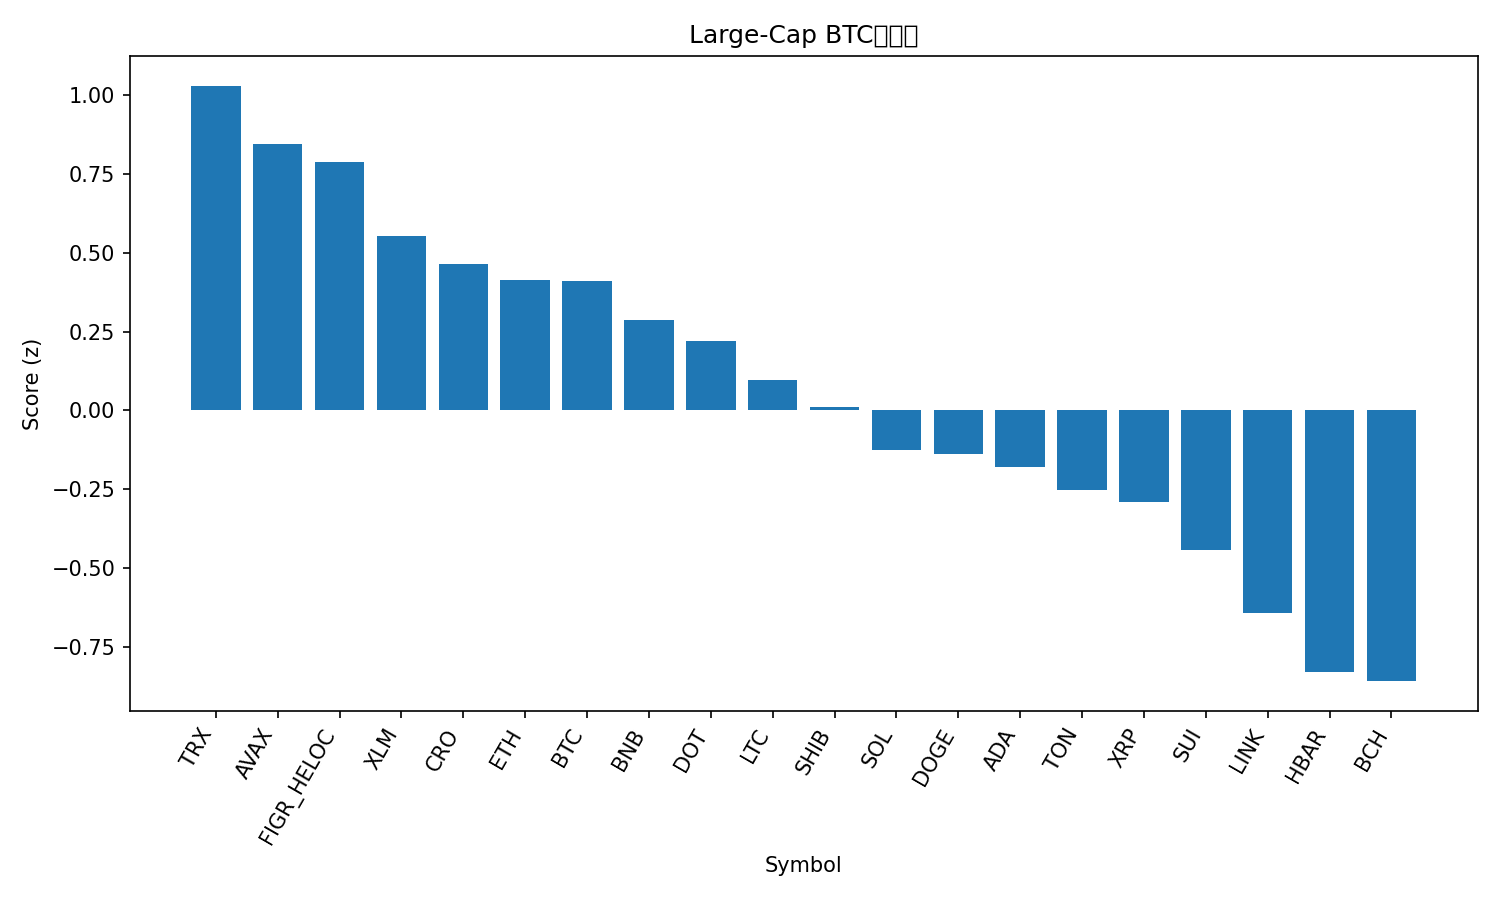 Large-Cap BTC
1.00
0.75
0.50
0.25
0.00
−0.25
−0.50
−0.75
Score (z)
TRX
AVAX
FIGR_HELOC
XLM
CRO
ETH
BTC
BNB
DOT
LTC
SHIB
SOL
DOGE
ADA
TON
XRP
SUI
LINK
HBAR
BCH
Symbol